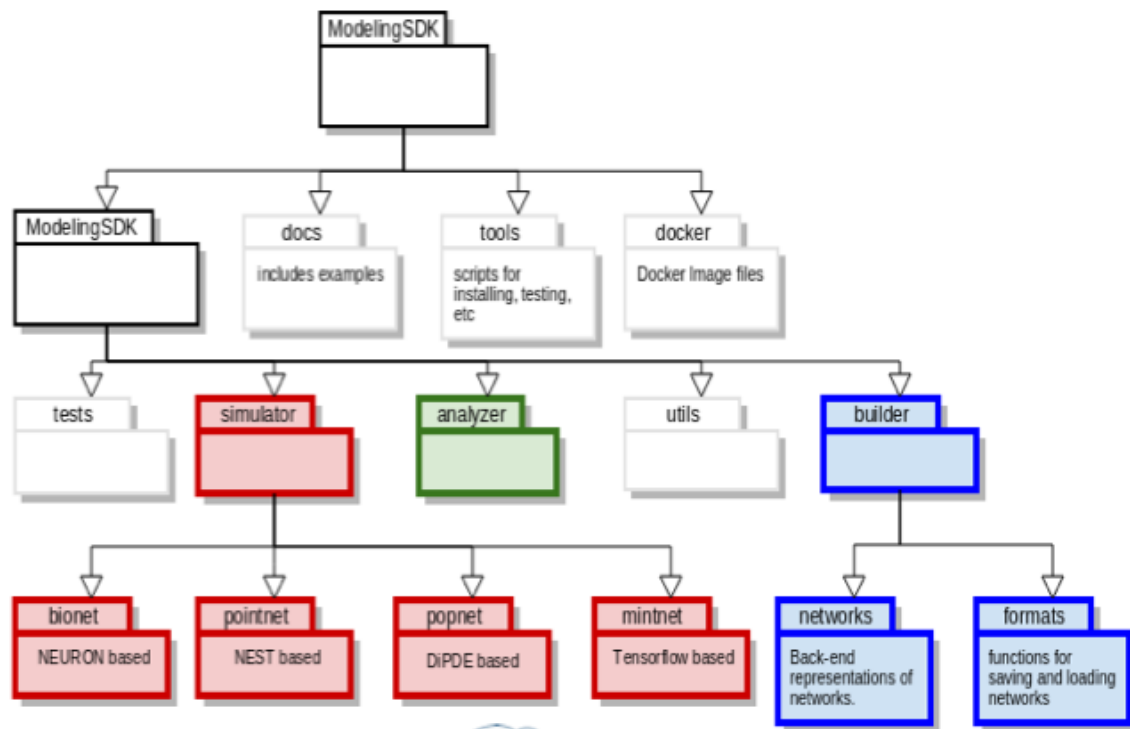 ModelingSDK
ModelingSDK
docs
includes examples
tools
scripts for
installing, testing,
etc
docker
Docker Image files
tests
simulator
analyzer
utils
builder
bionet
NEURON based
pointnet
NEST based
popnet
DiPDE based
mintnet
Tensorflow based
networks
Back-end
representations of
networks.
formats
functions for
saving and loading
networks